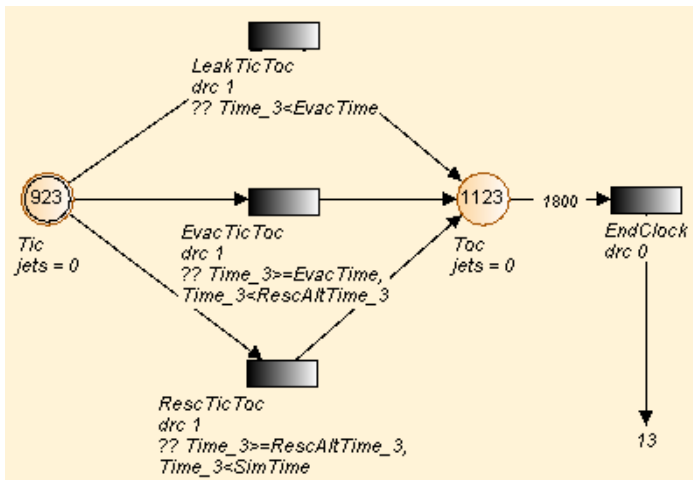 LeakTicToc
drc 1
?? Time_3<EvacTime
923
Tic
jets = 0
EvacTicToc
drc 1
?? Time_3>=EvacTime,
Time_3<RescAltTime_3
1123
Toc
jets = 0
1800
EndClock
drc 0
RescTicToc
drc 1
?? Time_3>=RescAltTime_3,
Time_3<SimTime
13